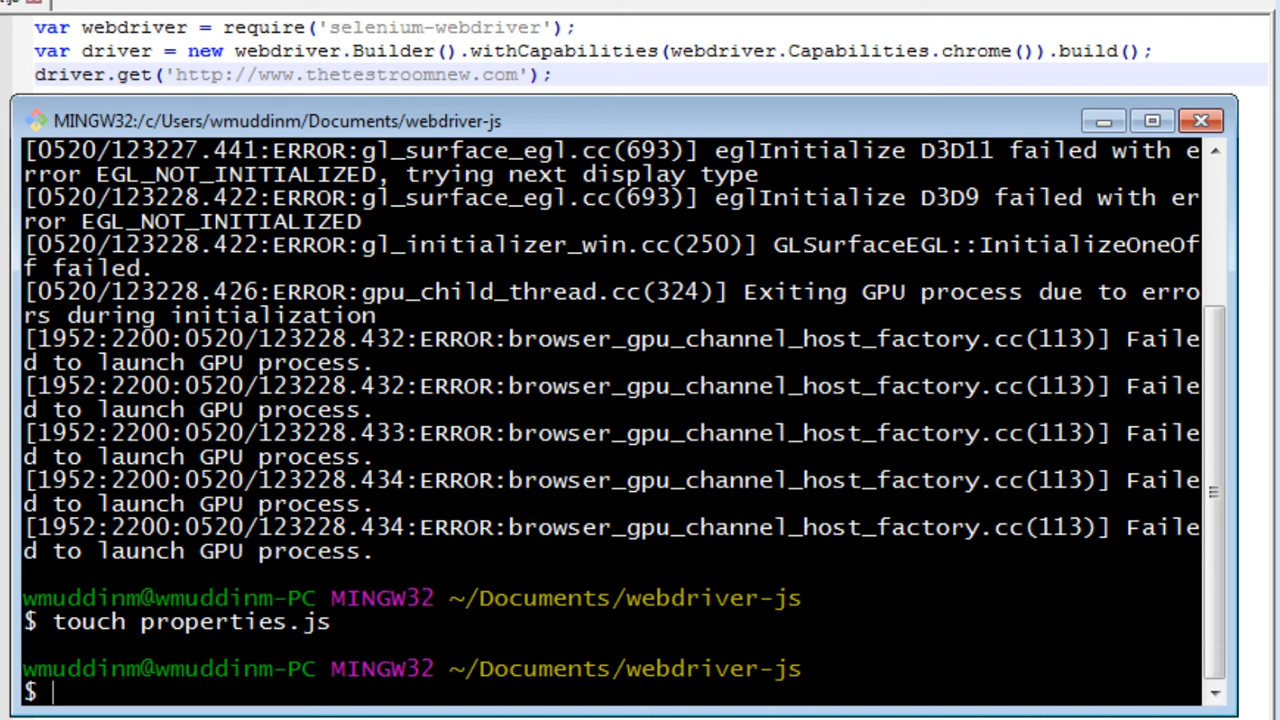 var webdriver = require('selenium-webdriver');
var driver = new webdriver.Builder().withCapabilities(webdriver.Capabilities.chrome()).build();
driver.get('http://www.thetestroomnew.com');
MINGW32:/c/Users/wmuddinm/Documents/webdriver-js
[0520/123227.441:ERROR:gl_surface_egl.cc(693)] eglInitialize D3D11 failed with e
rror EGL_NOT_INITIALIZED, trying next display type
[0520/123228.422:ERROR:gl_surface_egl.cc(693)] eglInitialize D3D9 failed with er
ror EGL_NOT_INITIALIZED
[0520/123228.422:ERROR:gl_initializer_win.cc(250)] GLSurfaceEGL::InitializeOneOf
f failed.
[0520/123228.426:ERROR:gpu_child_thread.cc(324)] Exiting GPU process due to erro
rs during initialization
[1952:2200:0520/123228.432:ERROR:browser_gpu_channel_host_factory.cc(113)] Faile
d to launch GPU process.
[1952:2200:0520/123228.432:ERROR:browser_gpu_channel_host_factory.cc(113)] Faile
d to launch GPU process.
[1952:2200:0520/123228.433:ERROR:browser_gpu_channel_host_factory.cc(113)] Faile
d to launch GPU process.
[1952:2200:0520/123228.434:ERROR:browser_gpu_channel_host_factory.cc(113)] Faile
d to launch GPU process.
[1952:2200:0520/123228.434:ERROR:browser_gpu_channel_host_factory.cc(113)] Faile
d to launch GPU process.
wmuddinm@wmuddinm-PC MINGW32 ~/Documents/webdriver-js
$ touch properties.js
wmuddinm@wmuddinm-PC MINGW32 ~/Documents/webdriver-js
$